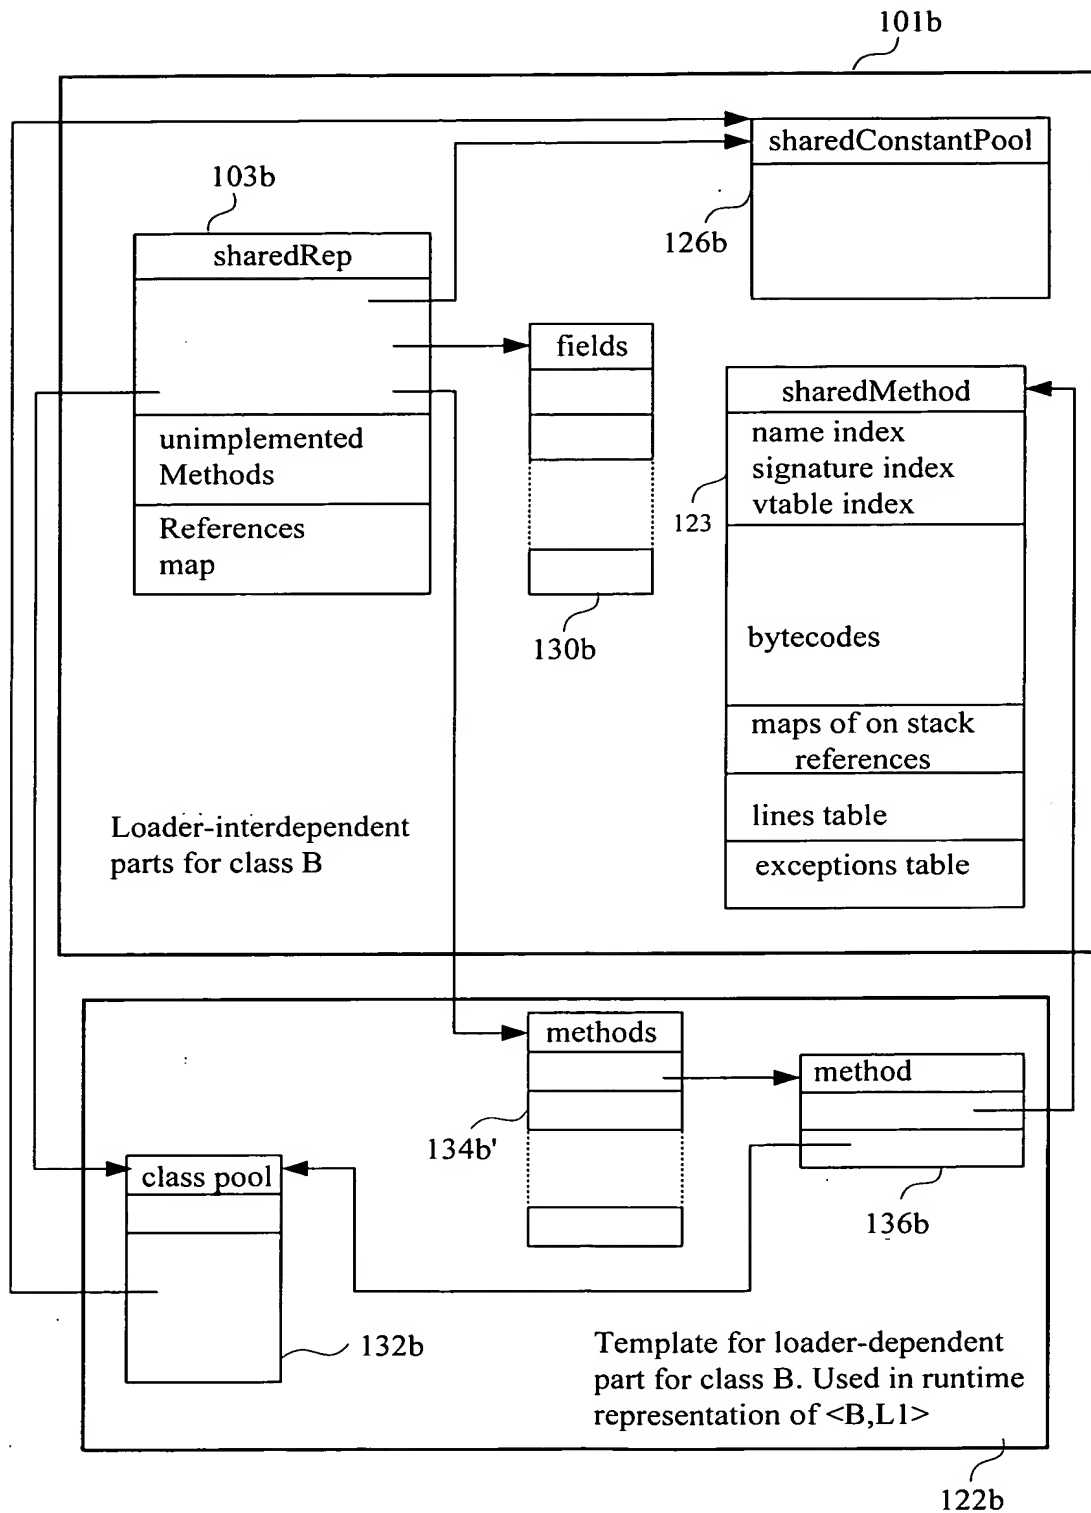 101b
sharedConstantPool
103b
126b
sharedRep
fields
sharedMethod
unimplemented
Methods
name index
signature index
vtable index
123
References
map
130b
bytecodes
maps of on stack
references
lines table
exceptions table
Loader-interdependent
parts for class B
methods
method
134b'
class pool
136b
132b
Template for loader-dependent
part for class B. Used in runtime
representation of <B,L1>
122b